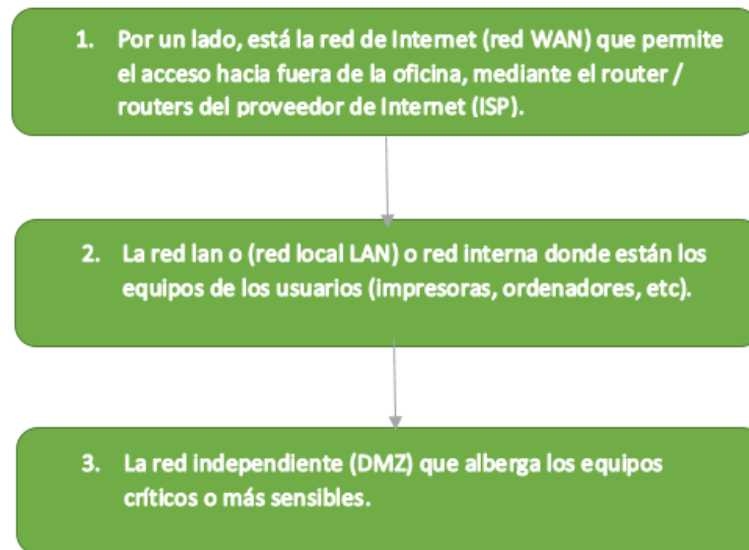 1. Por un lado, está la red de Internet (red WAN) que permite
el acceso hacia fuera de la oficina, mediante el router /
routers del proveedor de Internet (ISP).
2. La red lan o (red local LAN) o red interna donde están los
equipos de los usuarios (impresoras, ordenadores, etc).
3. La red independiente (DMZ) que alberga los equipos
críticos o más sensibles.